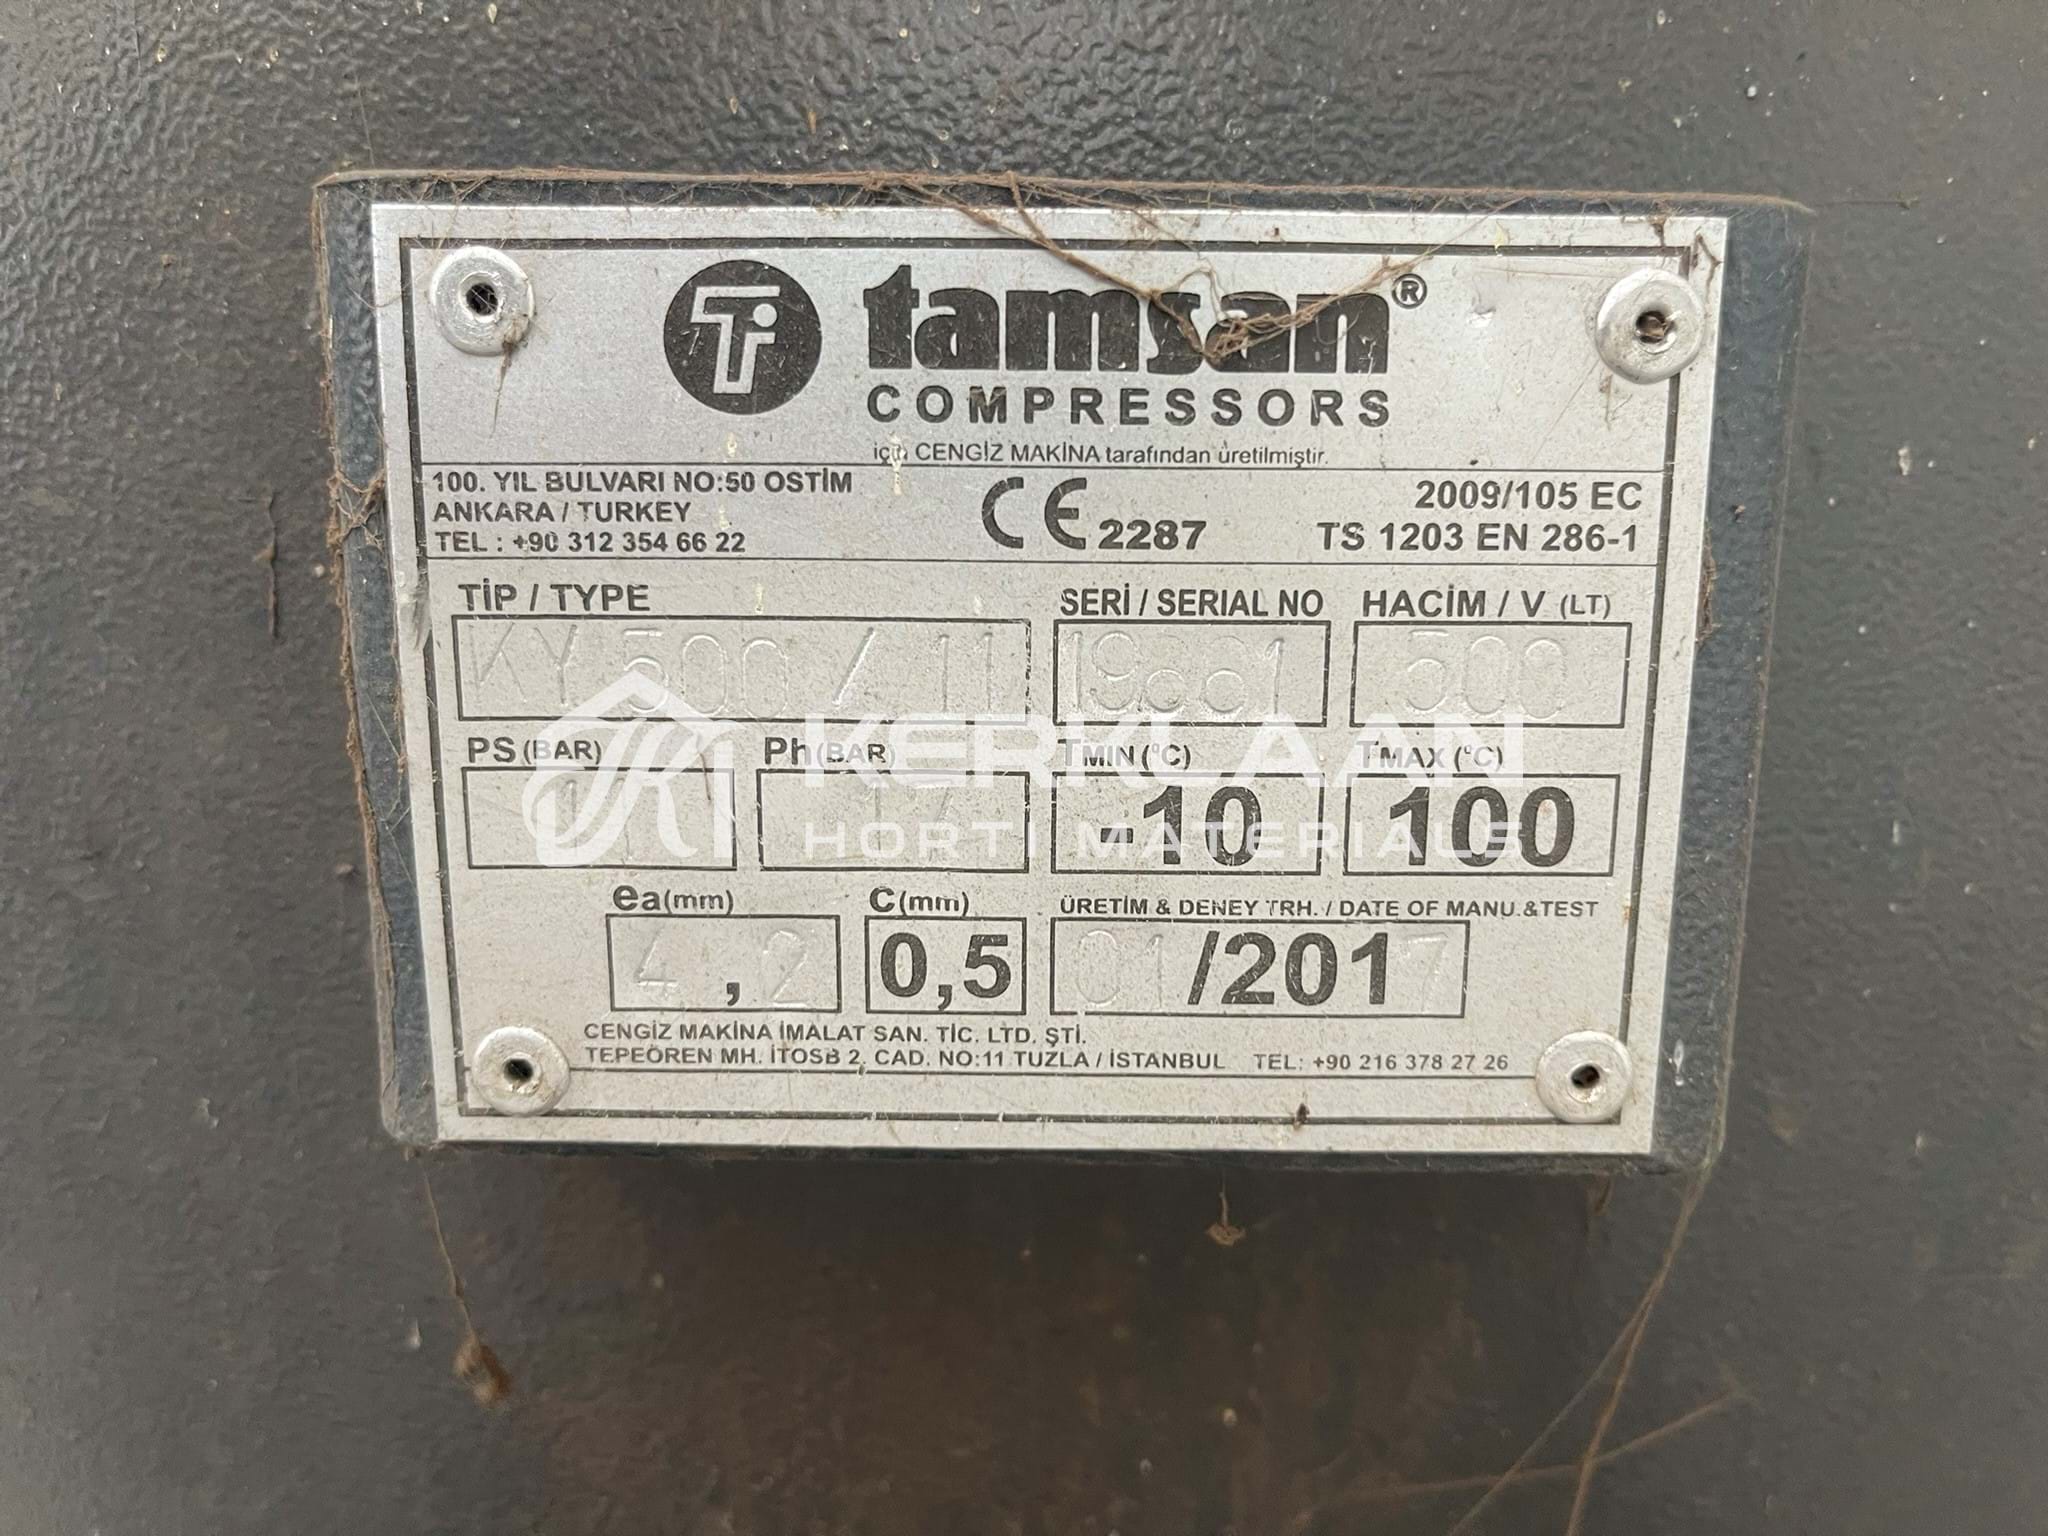 Ti tamsan®
COMPRESSORS
için CENGİZ MAKİNA tarafından üretilmiştir.
100. YIL BULVARI NO:50 OSTİM
ANKARA / TURKEY
TEL : +90 312 354 66 22
CE 2287
2009/105 EC
TS 1203 EN 286-1
TİP / TYPE
SERİ / SERIAL NO
HACİM / V (LT)
KY 500 / 11
500
PS (BAR)
Ph (BAR)
TMIN (°C)
TMAX (°C)
11
-10
100
KERKLAAN
HORTI MATERIALS
ea(mm)
C(mm)
ÜRETİM & DENEY TRH. / DATE OF MANU.&TEST
4,2
0,5
01/2017
CENGİZ MAKİNA İMALAT SAN. TİC. LTD. ŞTİ.
TEPEÖREN MH. İTOSB 2. CAD. NO:11 TUZLA / İSTANBUL TEL: +90 216 378 27 26